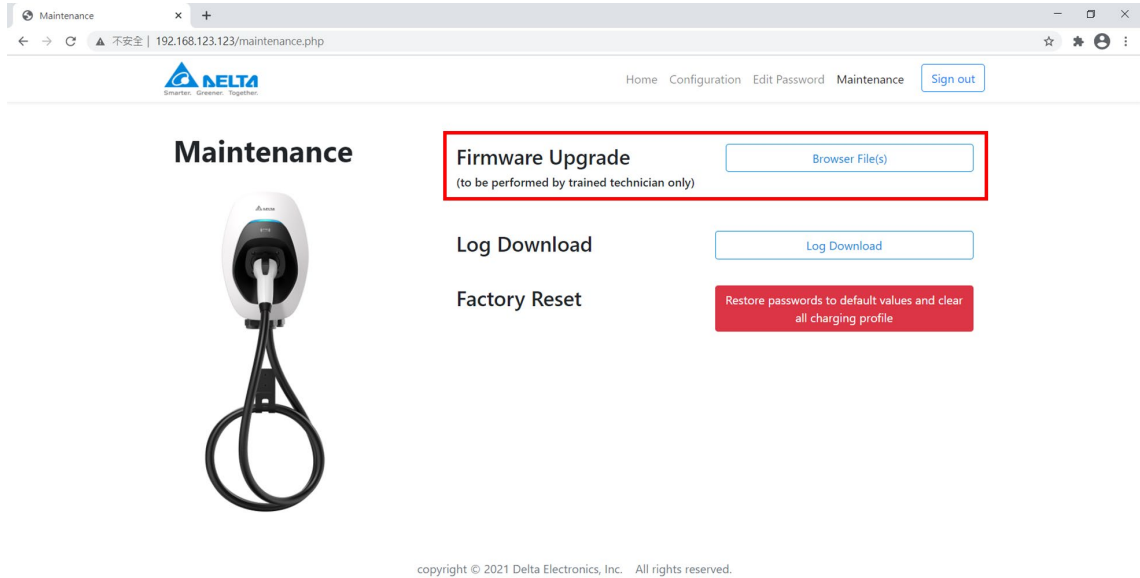 Maintenance
不安全 | 192.168.123.123/maintenance.php
DELTA
Smarter. Greener. Together.
Home Configuration Edit Password Maintenance Sign out
Maintenance
Firmware Upgrade
(to be performed by trained technician only)
Browser File(s)
Log Download
Log Download
Factory Reset
Restore passwords to default values and clear
all charging profile
copyright © 2021 Delta Electronics, Inc. All rights reserved.